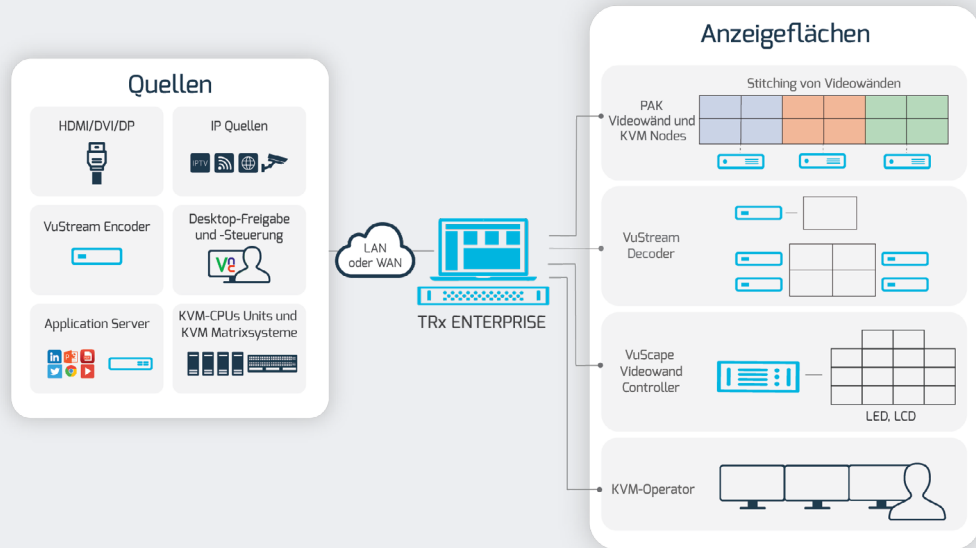 Quellen
HDMI/DVI/DP
IP Quellen
IPTV
VuStream Encoder
Desktop-Freigabe
und -Steuerung
Application Server
KVM-CPUs Units und
KVM Matrixsysteme
LAN
oder WAN
TRx ENTERPRISE
Anzeigeflächen
PAK
Videowänd und
KVM Nodes
Stitching von Videowänden
VuStream
Decoder
VuScape
Videowand
Controller
LED, LCD
KVM-Operator